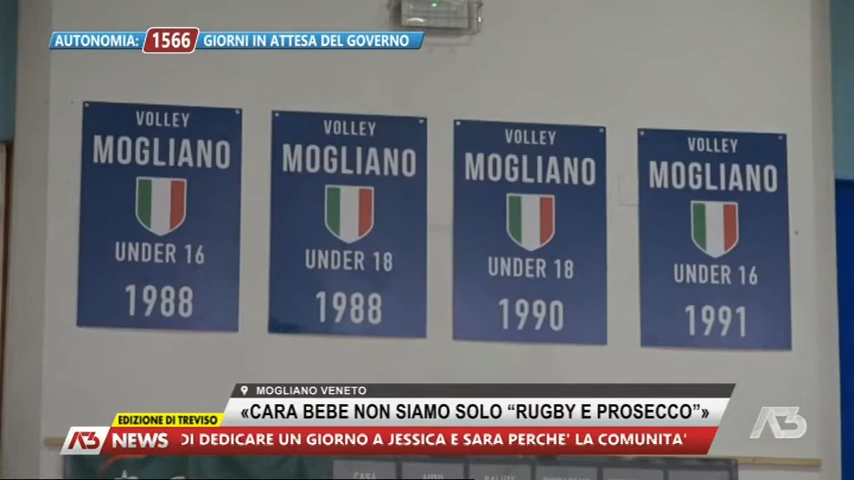 AUTONOMIA: 1566 GIORNI IN ATTESA DEL GOVERNO
VOLLEY
MOGLIANO
UNDER 16
1988
VOLLEY
MOGLIANO
UNDER 18
1988
VOLLEY
MOGLIANO
UNDER 18
1990
VOLLEY
MOGLIANO
UNDER 16
1991
MOGLIANO VENETO
«CARA BEBE NON SIAMO SOLO “RUGBY E PROSECCO”»
EDIZIONE DI TREVISO
A3 NEWS DI DEDICARE UN GIORNO A JESSICA E SARA PERCHE' LA COMUNITA'
A3